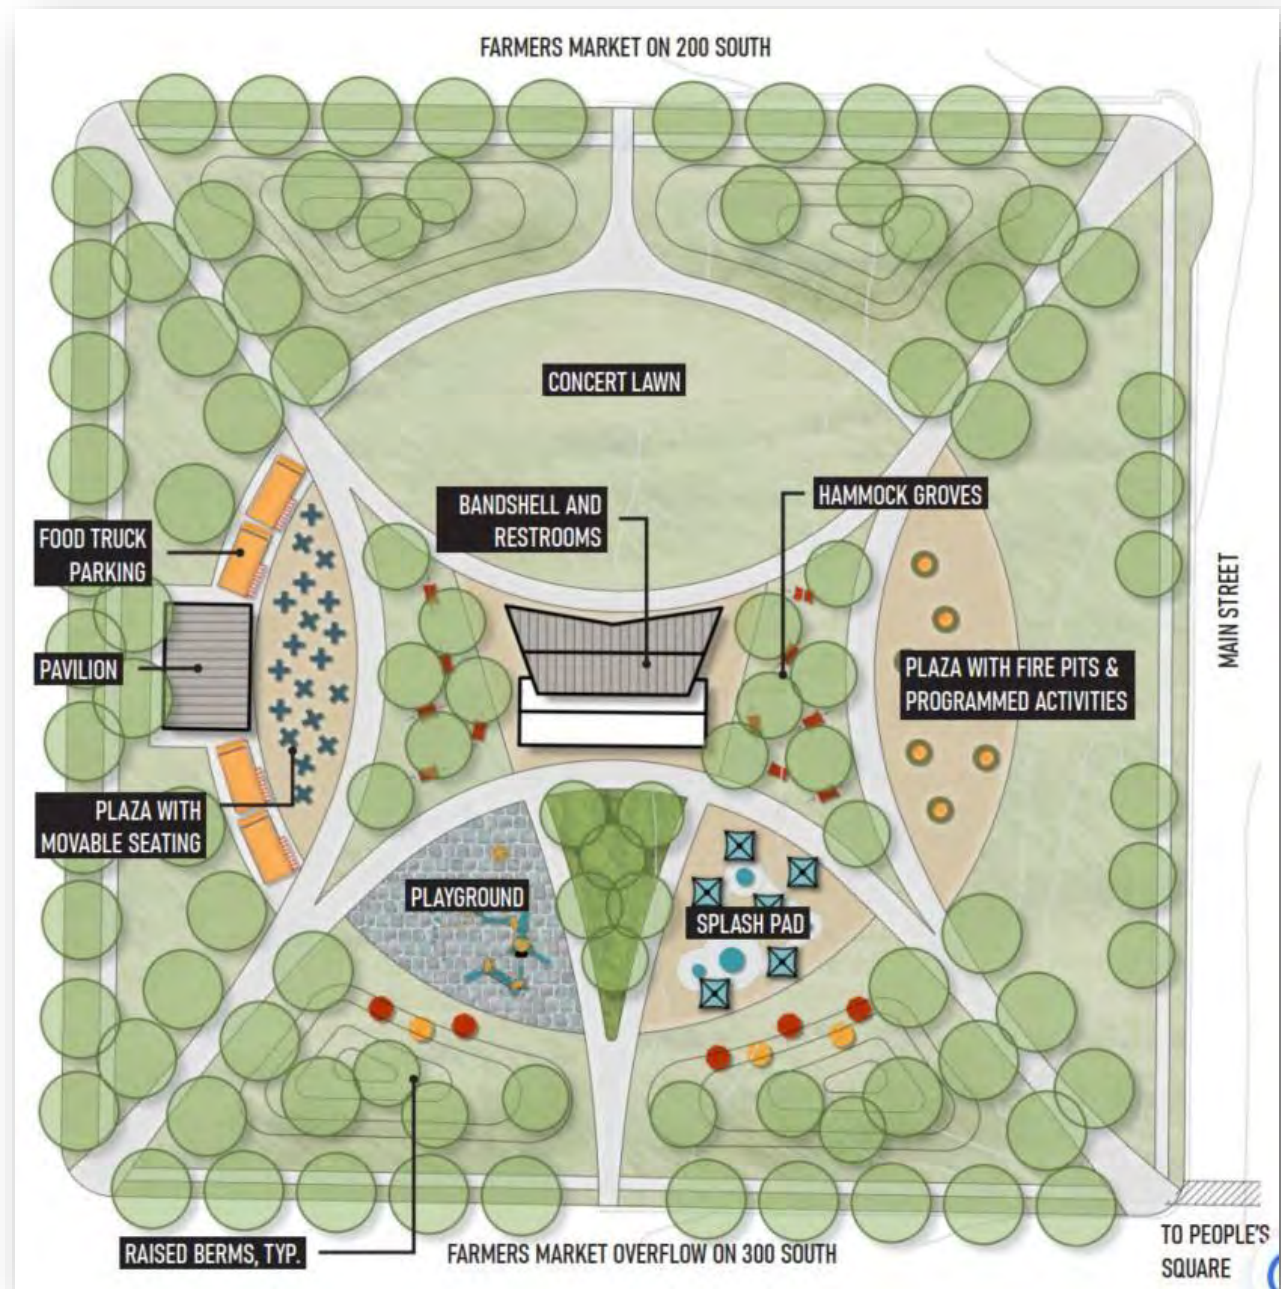 FARMERS MARKET ON 200 SOUTH
CONCERT LAWN
BANDSHELL AND
RESTROOMS
HAMMOCK GROVES
FOOD TRUCK
PARKING
PAVILION
PLAZA WITH FIRE PITS &
PROGRAMMED ACTIVITIES
MAIN STREET
PLAZA WITH
MOVABLE SEATING
PLAYGROUND
SPLASH PAD
RAISED BERMS, TYP.
FARMERS MARKET OVERFLOW ON 300 SOUTH
TO PEOPLE'S
SQUARE